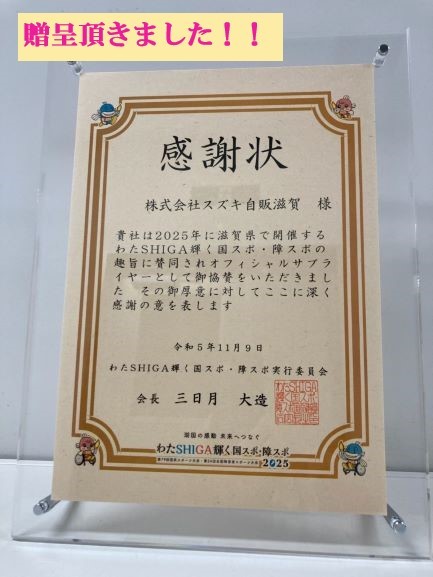 贈呈頂きました！！
感謝状
株式会社スズキ自販滋賀　様
貴社は2025年に滋賀県で開催する
わたSHIGA輝く国スポ・障スポの
趣旨に賛同されオフィシャルサプラ
イヤーとして御協賛をいただきまし
た　その御厚意に対してここに深く
感謝の意を表します
令和5年11月9日
わたSHIGA輝く国スポ・障スポ実行委員会
会長　三日月　大造
湖国の感動 未来へつなぐ
わたSHIGA輝く国スポ・障スポ
2025